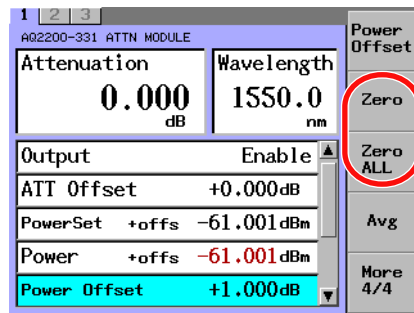 1 2 3
AQ2200-331 ATTN MODULE
Attenuation
0.000
dB
Wavelength
1550.0
nm
Output Enable
ATT Offset +0.000dB
PowerSet +offs -61.001dBm
Power +offs -61.001dBm
Power Offset +1.000dB
Power
Offset
Zero
Zero
ALL
Avg
More
4/4